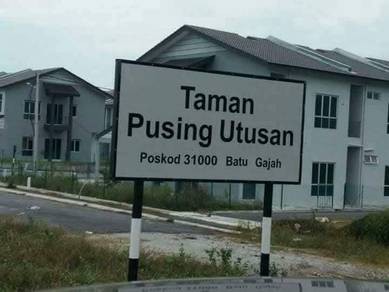 Taman
Pusing Utusan
Poskod 31000 Batu Gajah